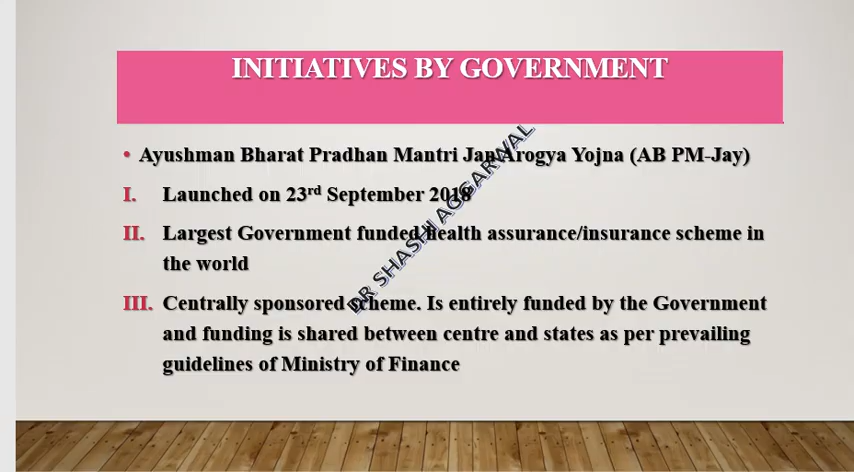 INITIATIVES BY GOVERNMENT
• Ayushman Bharat Pradhan Mantri Jan Arogya Yojna (AB PM-Jay)
I. Launched on 23rd September 2018
II. Largest Government funded health assurance/insurance scheme in
the world
III. Centrally sponsored scheme. Is entirely funded by the Government
and funding is shared between centre and states as per prevailing
guidelines of Ministry of Finance
DR SHASHI AGGARWAL